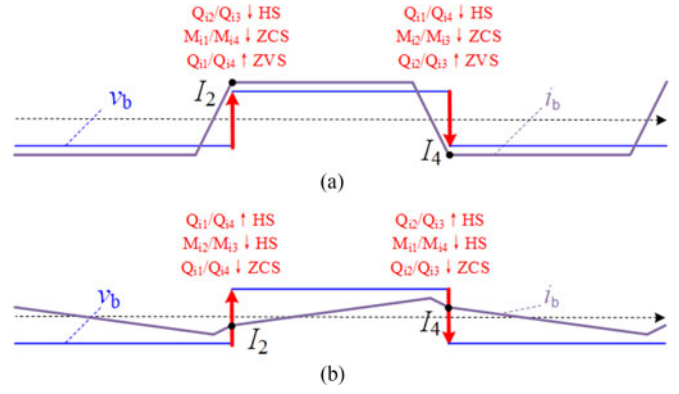 Qi2/Qi3 ↓ HS
Mi1/Mi4 ↓ ZCS
Qi1/Qi4 ↑ ZVS
Qi1/Qi4 ↓ HS
Mi2/Mi3 ↓ ZCS
Qi2/Qi3 ↑ ZVS
vb
I2
I4
ib
(a)
Qi1/Qi4 ↑ HS
Mi2/Mi3 ↓ HS
Qi1/Qi4 ↓ ZCS
Qi2/Qi3 ↑ HS
Mi1/Mi4 ↓ HS
Qi2/Qi3 ↓ ZCS
vb
I2
I4
ib
(b)